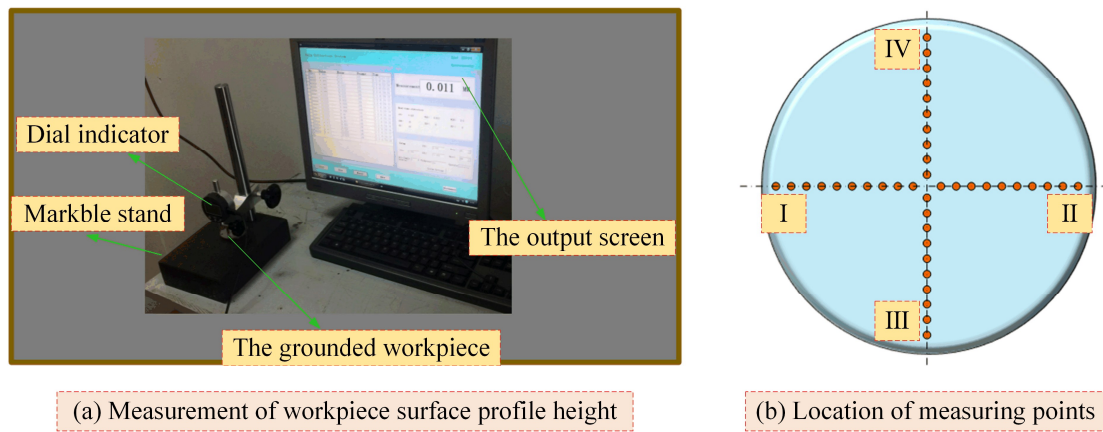 Dial indicator
Markble stand
The output screen
The grounded workpiece
0.011
IV
I
II
III
(a) Measurement of workpiece surface profile height
(b) Location of measuring points